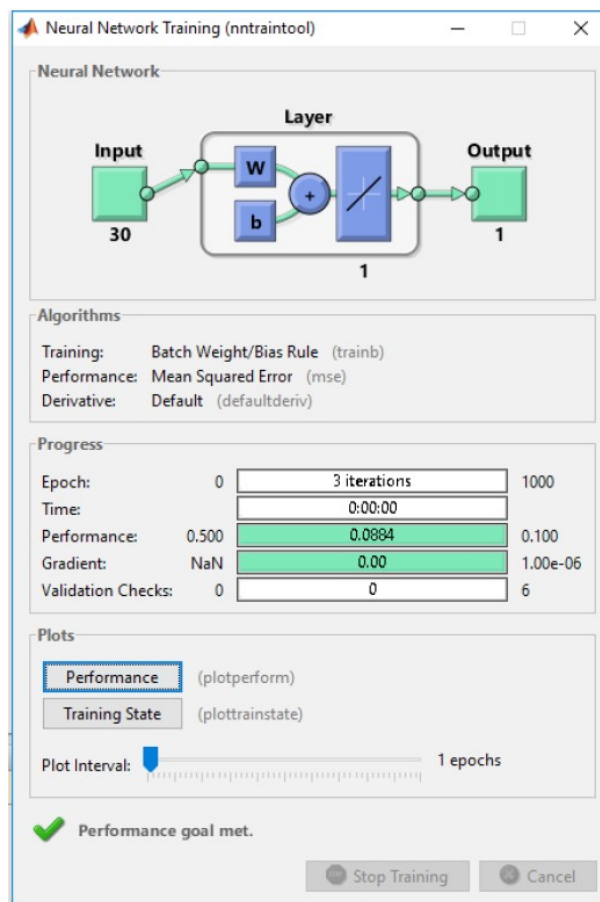 Neural Network Training (nntraintool)
Neural Network
Layer
Input
Output
W
+
b
30
1
1
Algorithms
Training: Batch Weight/Bias Rule (trainb)
Performance: Mean Squared Error (mse)
Derivative: Default (defaultderiv)
Progress
Epoch: 0 3 iterations 1000
Time: 0:00:00
Performance: 0.500 0.0884 0.100
Gradient: NaN 0.00 1.00e-06
Validation Checks: 0 0 6
Plots
Performance (plotperform)
Training State (plottrainstate)
Plot Interval: 1 epochs
Performance goal met.
Stop Training Cancel